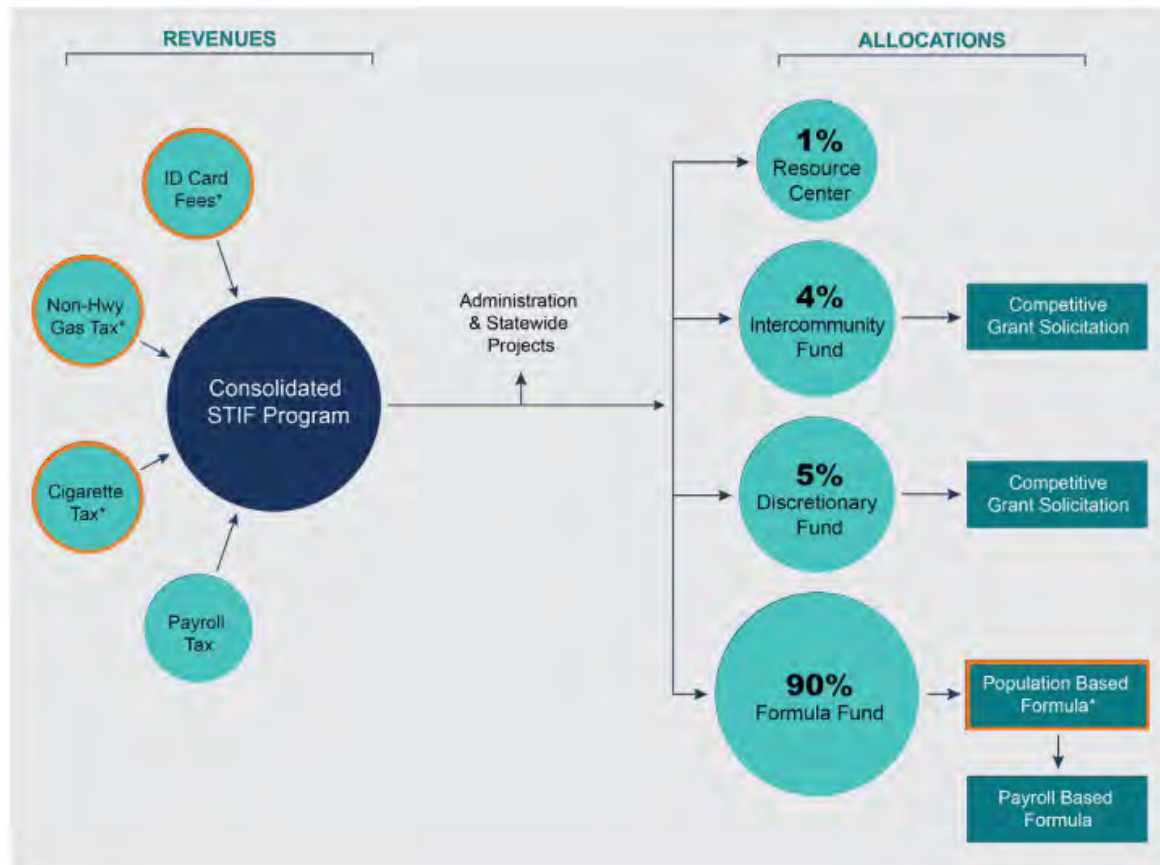 REVENUES
ID Card
Fees*
Non-Hwy
Gas Tax*
Cigarette
Tax*
Payroll
Tax
Consolidated
STIF Program
Administration
& Statewide
Projects
ALLOCATIONS
1%
Resource
Center
4%
Intercommunity
Fund
Competitive
Grant Solicitation
5%
Discretionary
Fund
Competitive
Grant Solicitation
90%
Formula Fund
Population Based
Formula*
Payroll Based
Formula